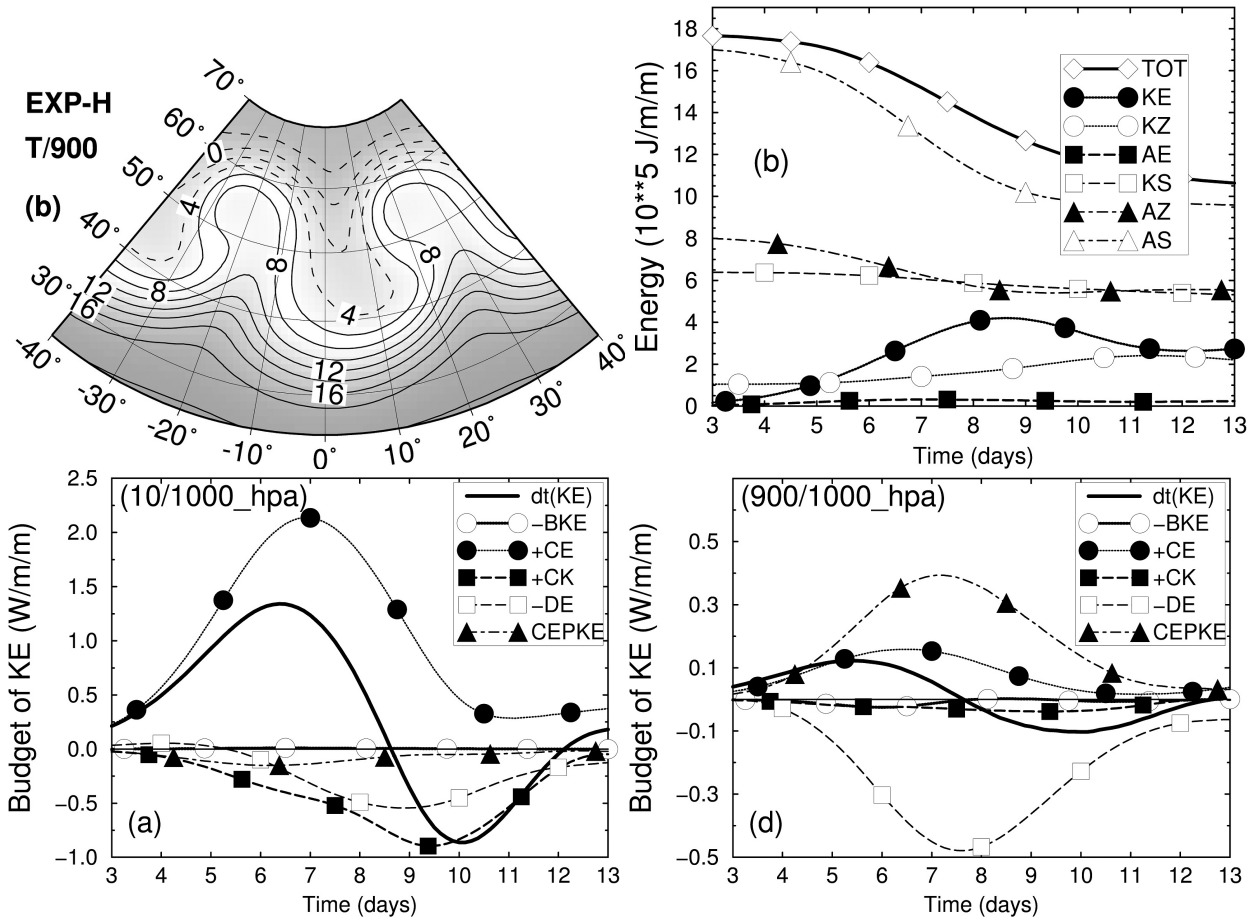 EXP-H
T/900
(b)
70°
60°
50°
40°
30°
0
4
8
8
8
4
12
16
12
16
-40°
-30°
-20°
-10°
0°
10°
20°
30°
40°
Energy (10**5 J/m/m)
18
16
14
12
10
8
6
4
2
0
(b)
TOT
KE
KZ
AE
KS
AZ
AS
3 4 5 6 7 8 9 10 11 12 13
Time (days)
Budget of KE (W/m/m)
2.5
2.0
1.5
1.0
0.5
0.0
−0.5
−1.0
(10/1000_hpa)
dt(KE)
−BKE
+CE
+CK
−DE
CEPKE
(a)
3 4 5 6 7 8 9 10 11 12 13
Time (days)
Budget of KE (W/m/m)
0.5
0.3
0.1
−0.1
−0.3
−0.5
(900/1000_hpa)
dt(KE)
−BKE
+CE
+CK
−DE
CEPKE
(d)
3 4 5 6 7 8 9 10 11 12 13
Time (days)